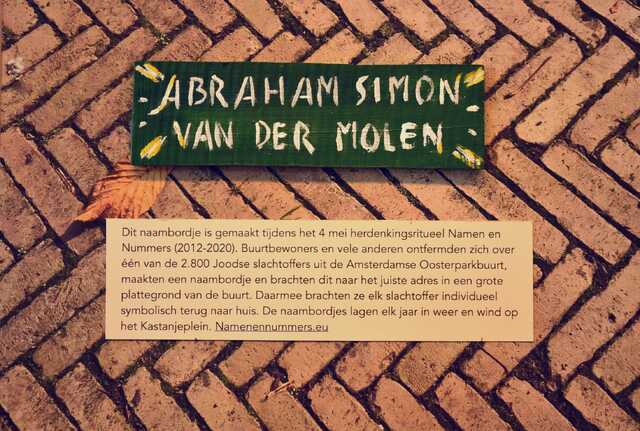 ABRAHAM SIMON
VAN DER MOLEN
Dit naambordje is gemaakt tijdens het 4 mei herdenkingsritueel Namen en
Nummers (2012-2020). Buurtbewoners en vele anderen ontfermden zich over
één van de 2.800 Joodse slachtoffers uit de Amsterdamse Oosterparkbuurt,
maakten een naambordje en brachten dit naar het juiste adres in een grote
plattegrond van de buurt. Daarmee brachten ze elk slachtoffer individueel
symbolisch terug naar huis. De naambordjes lagen elk jaar in weer en wind op
het Kastanjeplein. Namenennummers.eu